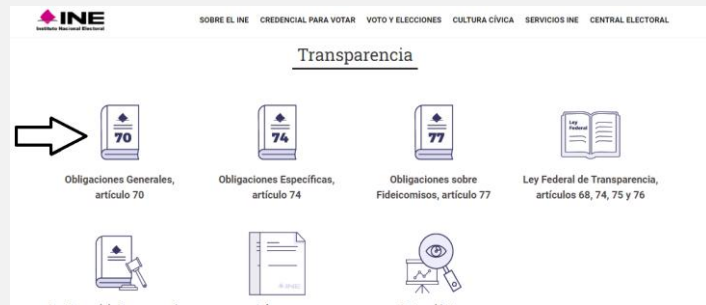 INE
Instituto Nacional Electoral
SOBRE EL INE CREDENCIAL PARA VOTAR VOTO Y ELECCIONES CULTURA CÍVICA SERVICIOS INE CENTRAL ELECTORAL
Transparencia
70
74
77
Ley Federal
Obligaciones Generales, artículo 70
Obligaciones Específicas, artículo 74
Obligaciones sobre Fideicomisos, artículo 77
Ley Federal de Transparencia, artículos 68, 74, 75 y 76
INE